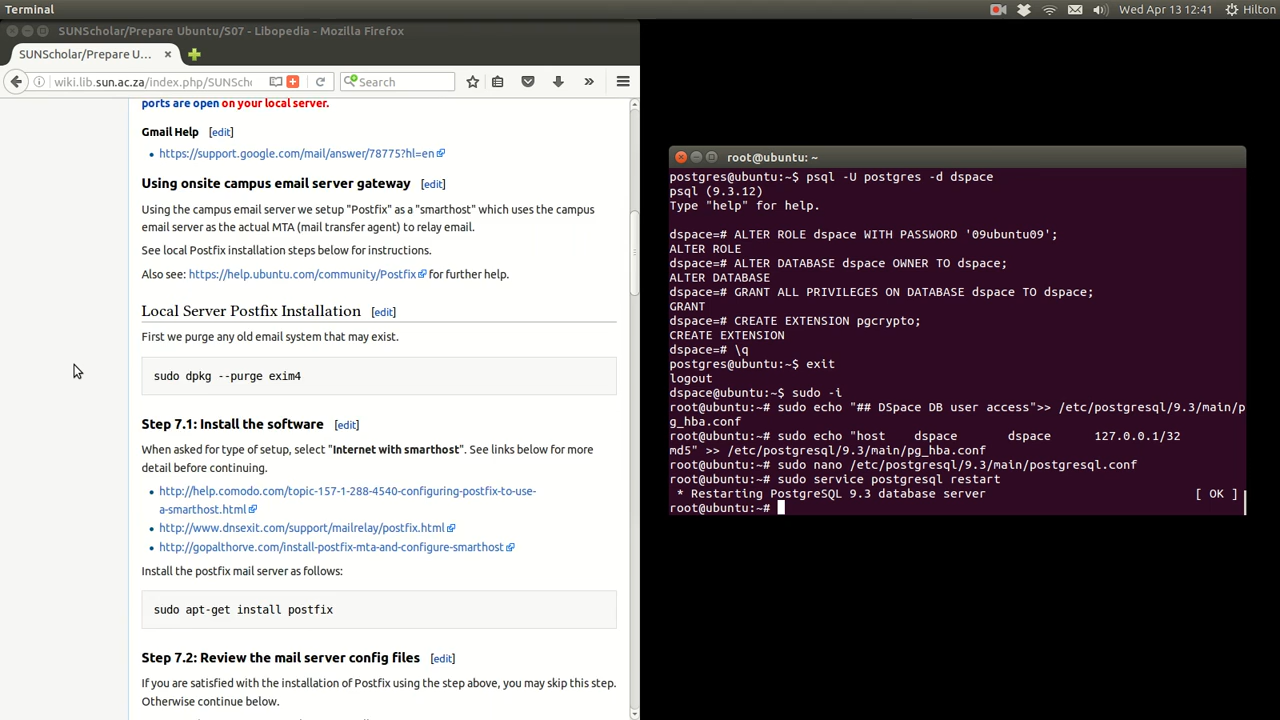 Terminal
Wed Apr 13 12:41 Hilton
SUNScholar/Prepare Ubuntu/S07 - Libopedia - Mozilla Firefox
SUNScholar/Prepare U...
wiki.lib.sun.ac.za/index.php/SUNSch
Search
ports are open on your local server.
Gmail Help [edit]
https://support.google.com/mail/answer/78775?hl=en
Using onsite campus email server gateway [edit]
Using the campus email server we setup "Postfix" as a "smarthost" which uses the campus
email server as the actual MTA (mail transfer agent) to relay email.
See local Postfix installation steps below for instructions.
Also see: https://help.ubuntu.com/community/Postfix for further help.
Local Server Postfix Installation [edit]
First we purge any old email system that may exist.
sudo dpkg --purge exim4
Step 7.1: Install the software [edit]
When asked for type of setup, select "Internet with smarthost". See links below for more
detail before continuing.
http://help.comodo.com/topic-157-1-288-4540-configuring-postfix-to-use-
a-smarthost.html
http://www.dnsexit.com/support/mailrelay/postfix.html
http://gopalthorve.com/install-postfix-mta-and-configure-smarthost
Install the postfix mail server as follows:
sudo apt-get install postfix
Step 7.2: Review the mail server config files [edit]
If you are satisfied with the installation of Postfix using the step above, you may skip this step.
Otherwise continue below.
root@ubuntu: ~
postgres@ubuntu:~$ psql -U postgres -d dspace
psql (9.3.12)
Type "help" for help.
dspace=# ALTER ROLE dspace WITH PASSWORD '09ubuntu09';
ALTER ROLE
dspace=# ALTER DATABASE dspace OWNER TO dspace;
ALTER DATABASE
dspace=# GRANT ALL PRIVILEGES ON DATABASE dspace TO dspace;
GRANT
dspace=# CREATE EXTENSION pgcrypto;
CREATE EXTENSION
dspace=# \q
postgres@ubuntu:~$ exit
logout
dspace@ubuntu:~$ sudo -i
root@ubuntu:~# sudo echo "## DSpace DB user access">> /etc/postgresql/9.3/main/p
g_hba.conf
root@ubuntu:~# sudo echo "host    dspace       dspace      127.0.0.1/32
md5" >> /etc/postgresql/9.3/main/pg_hba.conf
root@ubuntu:~# sudo nano /etc/postgresql/9.3/main/postgresql.conf
root@ubuntu:~# sudo service postgresql restart
* Restarting PostgreSQL 9.3 database server [ OK ]
root@ubuntu:~#